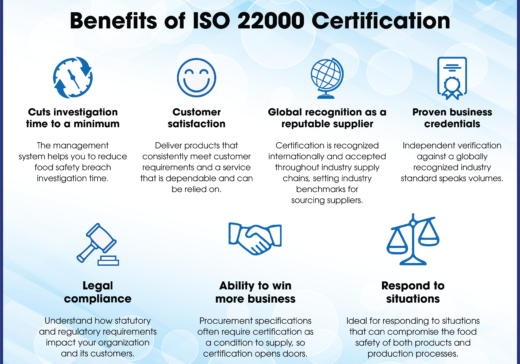 Benefits of ISO 22000 Certification
Cuts investigation
time to a minimum
The management
system helps you to reduce
food safety breach
investigation time.
Customer
satisfaction
Deliver products that
consistently meet customer
requirements and a service
that is dependable and can
be relied on.
Global recognition as a
reputable supplier
Certification is recognized
internationally and accepted
throughout industry supply
chains, setting industry
benchmarks for
sourcing suppliers.
Proven business
credentials
Independent verification
against a globally
recognized industry
standard speaks volumes.
Legal
compliance
Understand how statutory
and regulatory requirements
impact your organization
and its customers.
Ability to win
more business
Procurement specifications
often require certification as
a condition to supply, so
certification opens doors.
Respond to
situations
Ideal for responding to situations
that can compromise the food
safety of both products and
production processes.